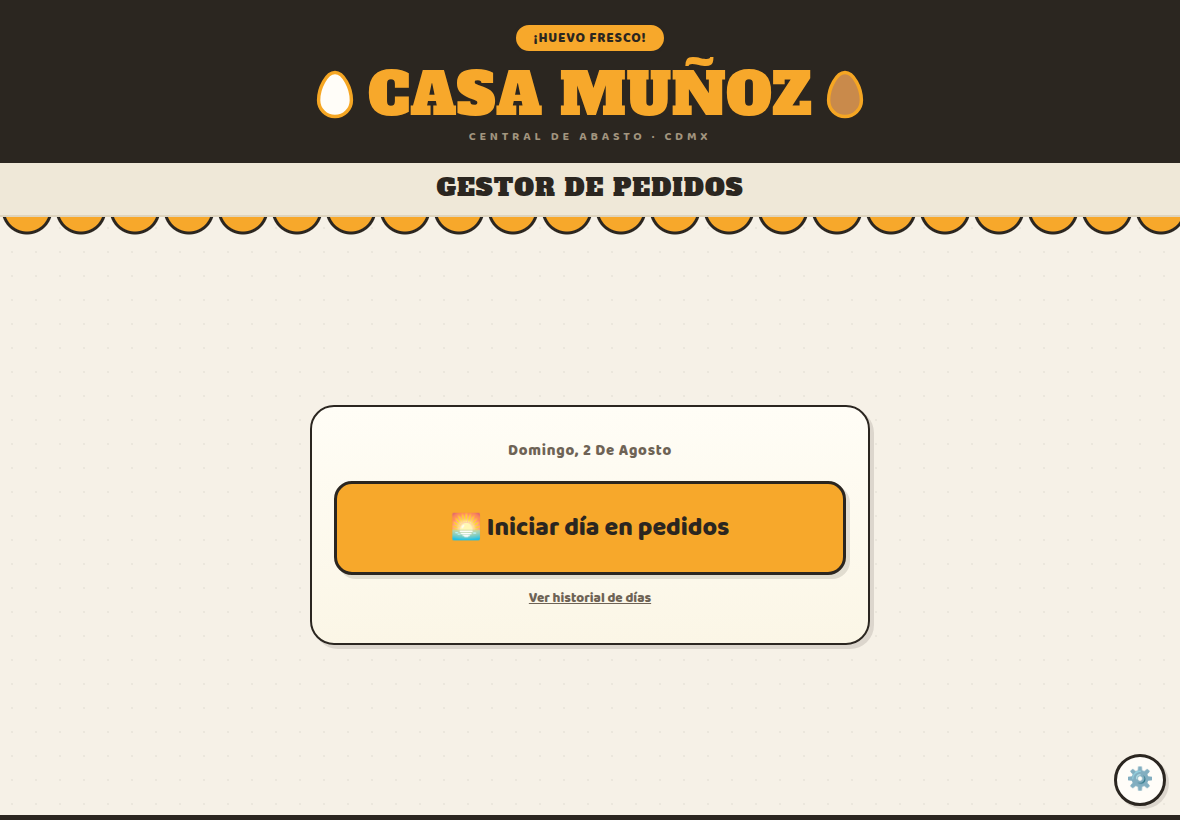 ¡HUEVO FRESCO!
CASA MUÑOZ
CENTRAL DE ABASTO · CDMX
GESTOR DE PEDIDOS
Domingo, 2 De Agosto
Iniciar día en pedidos
Ver historial de días